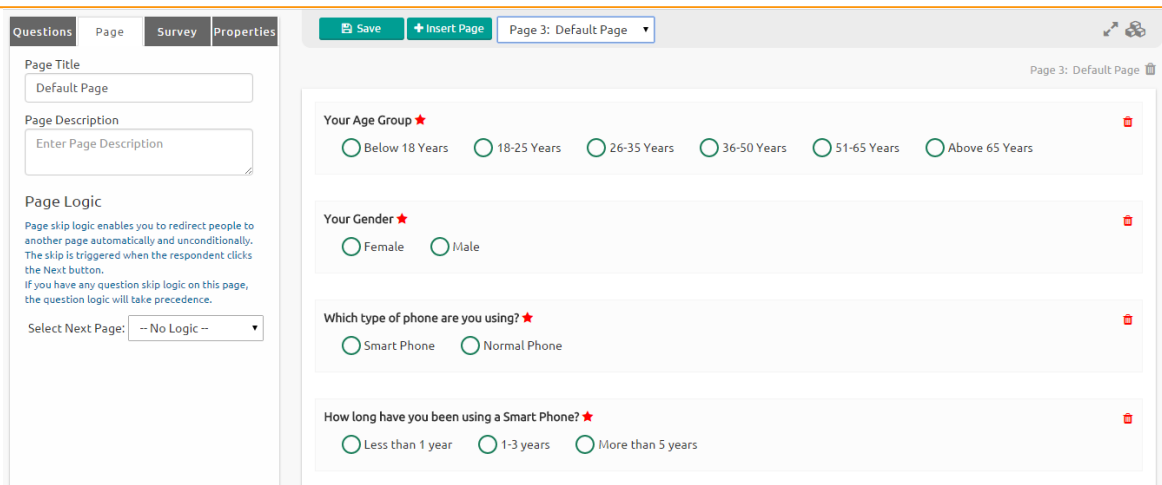 Questions Page Survey Properties
Save Insert Page Page 3: Default Page
Page 3: Default Page
Page Title
Default Page
Page Description
Enter Page Description
Page Logic
Page skip logic enables you to redirect people to
another page automatically and unconditionally.
The skip is triggered when the respondent clicks
the Next button.
If you have any question skip logic on this page,
the question logic will take precedence.
Select Next Page: -- No Logic --
Your Age Group
Below 18 Years 18-25 Years 26-35 Years 36-50 Years 51-65 Years Above 65 Years
Your Gender
Female Male
Which type of phone are you using?
Smart Phone Normal Phone
How long have you been using a Smart Phone?
Less than 1 year 1-3 years More than 5 years